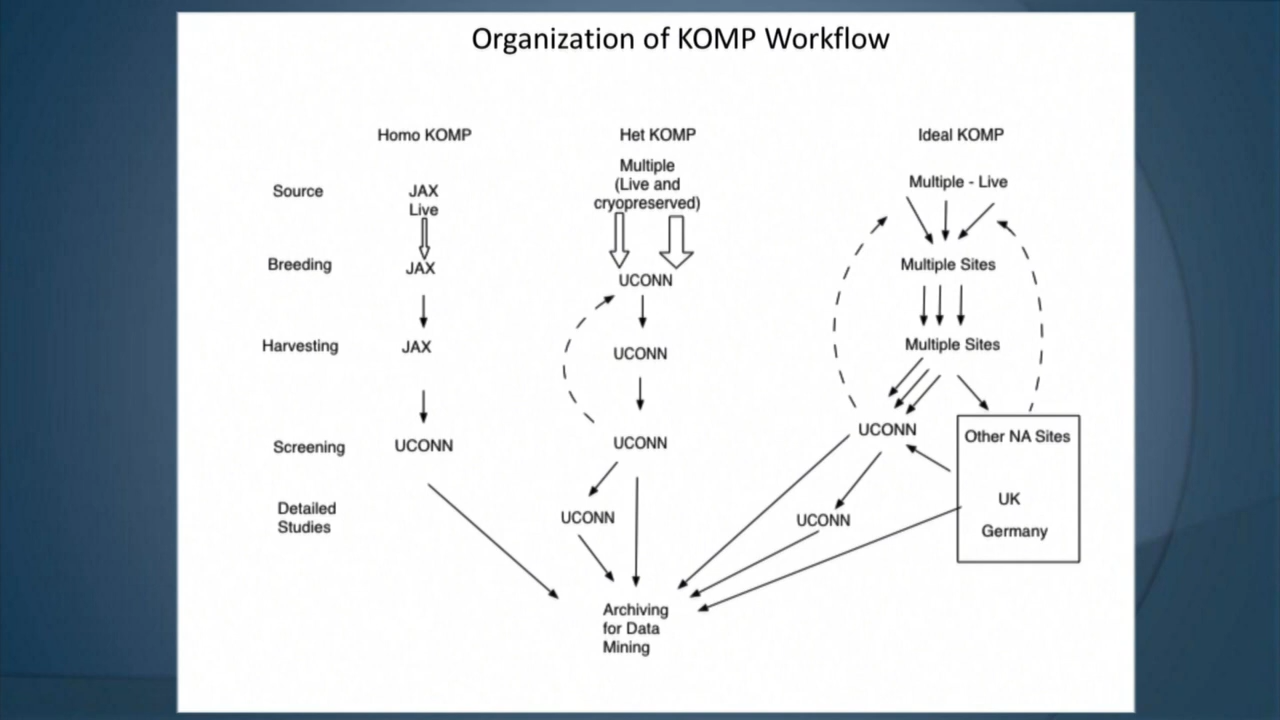 Organization of KOMP Workflow
Homo KOMP
Het KOMP
Ideal KOMP
Source
JAX
Live
Multiple
(Live and
cryopreserved)
Multiple - Live
Breeding
JAX
UCONN
Multiple Sites
Harvesting
JAX
UCONN
Multiple Sites
Screening
UCONN
UCONN
UCONN
Other NA Sites
UK
Germany
Detailed
Studies
UCONN
UCONN
Archiving
for Data
Mining